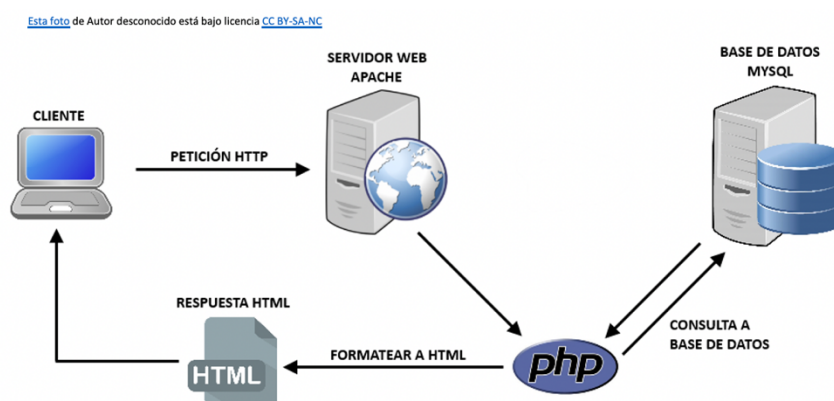 Esta foto de Autor desconocido está bajo licencia CC BY-SA-NC
SERVIDOR WEB
APACHE
BASE DE DATOS
MYSQL
CLIENTE
PETICIÓN HTTP
RESPUESTA HTML
CONSULTA A
BASE DE DATOS
FORMATEAR A HTML
HTML
php